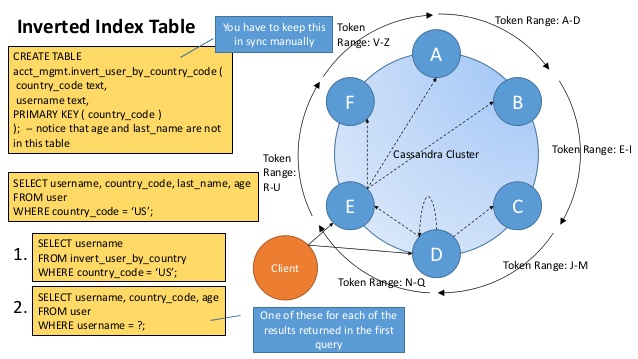 Inverted Index Table
You have to keep this
in sync manually
CREATE TABLE
acct_mgmt.invert_user_by_country_code (
country_code text,
username text,
PRIMARY KEY ( country_code )
); -- notice that age and last_name are not
in this table
SELECT username, country_code, last_name, age
FROM user
WHERE country_code = ‘US’;
1.
SELECT username
FROM invert_user_by_country
WHERE country_code = ‘US’;
2.
SELECT username, country_code, age
FROM user
WHERE username = ?;
One of these for each of the
results returned in the first
query
Client
Token
Range: V-Z
Token Range: A-D
Token Range: E-I
Token Range: J-M
Token Range: N-Q
Token
Range:
R-U
Cassandra Cluster
A
B
C
D
E
F